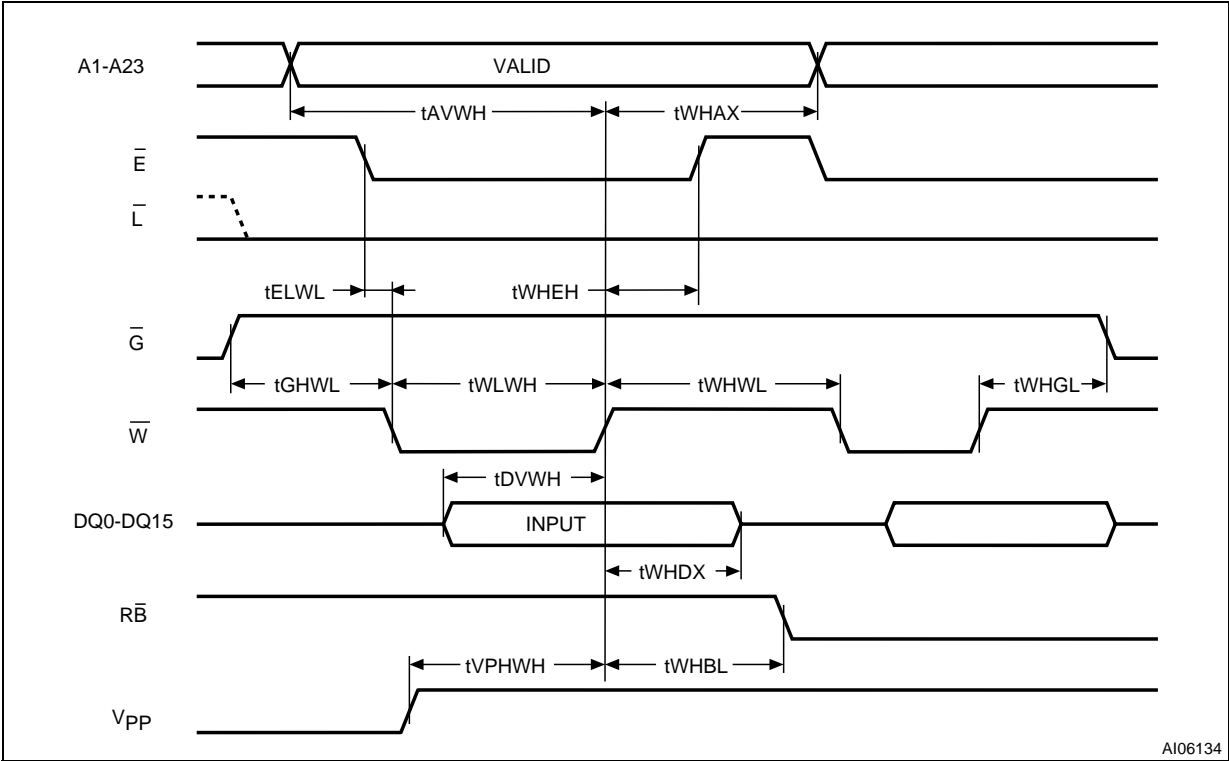 A1-A23 VALID
tAVWH tWHAX
E̅
L̅
tELWL tWHEH
G̅
tGHWL tWLWH tWHWL tWHGL
W̅
tDVWH
DQ0-DQ15 INPUT
tWHDX
RB̅
tVPHWH tWHBL
VPP
AI06134